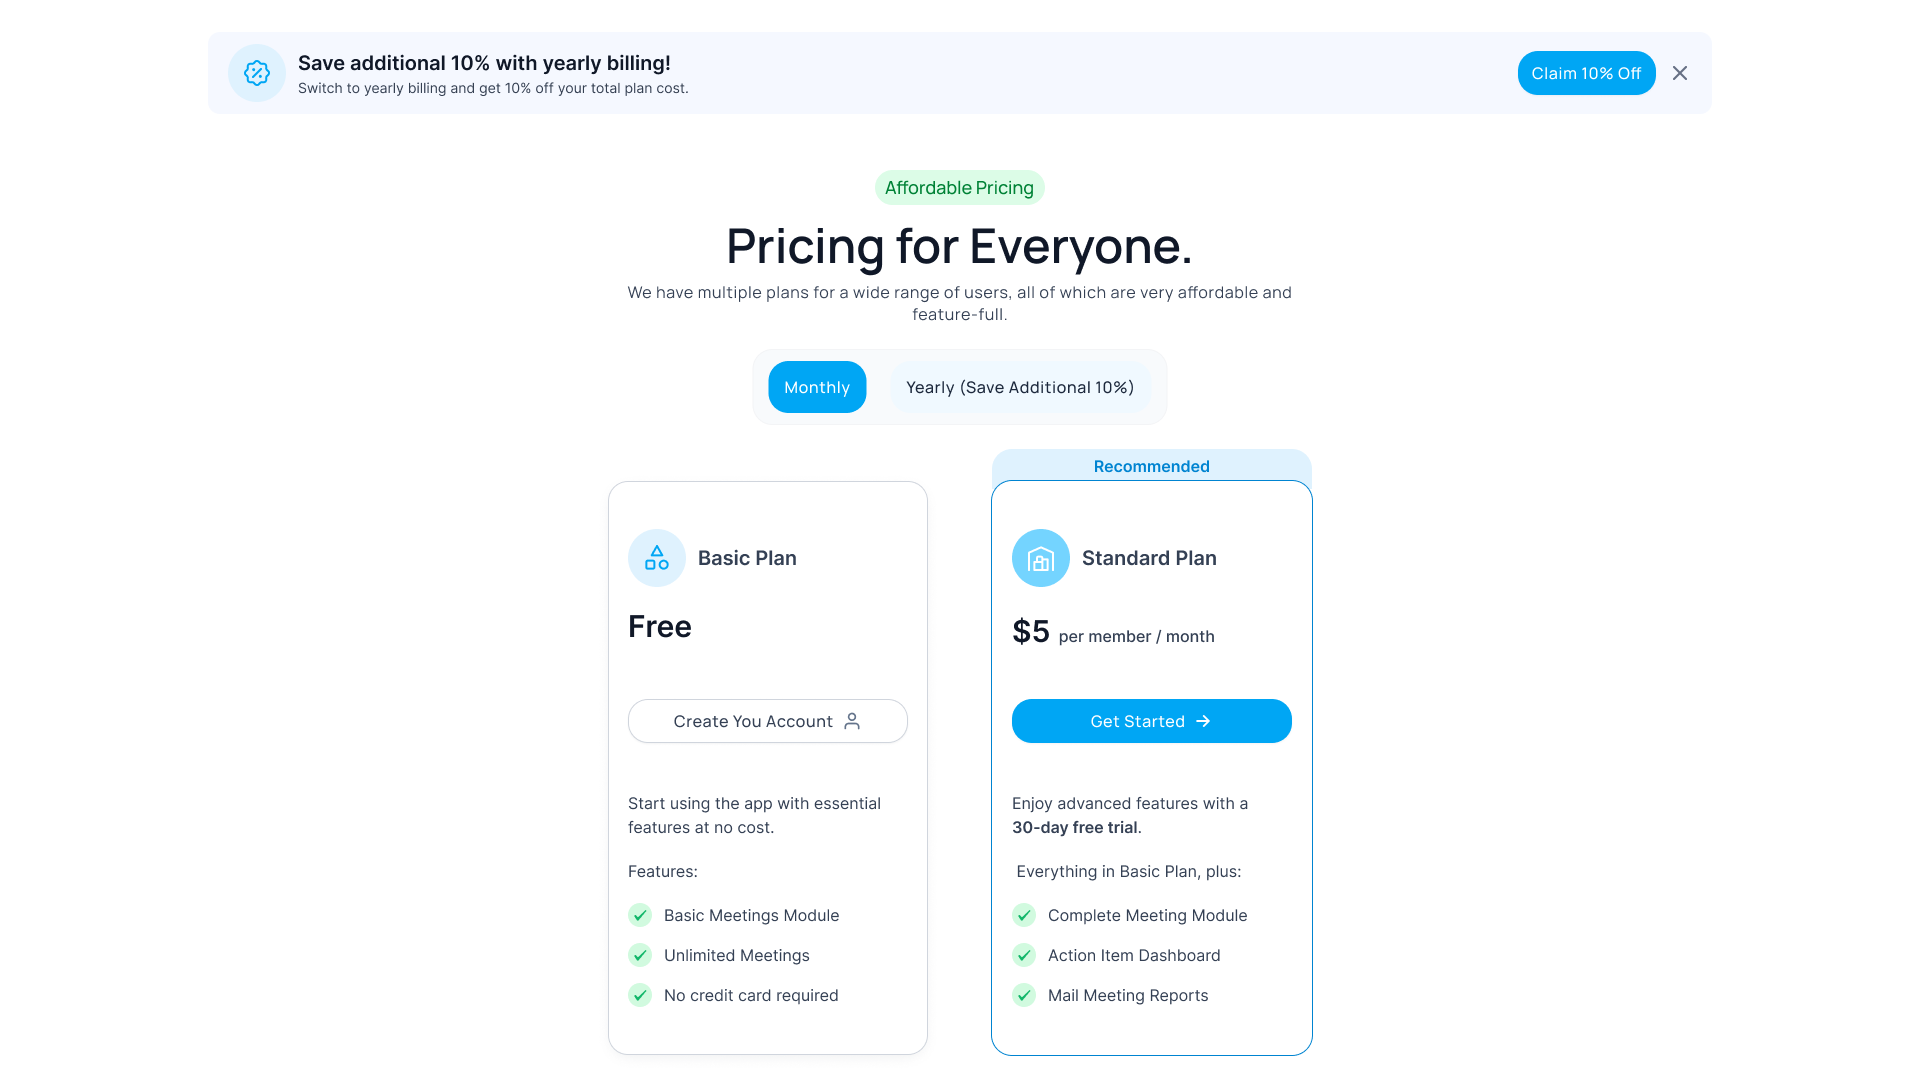 Save additional 10% with yearly billing!
Switch to yearly billing and get 10% off your total plan cost.
Claim 10% Off
Affordable Pricing
Pricing for Everyone.
We have multiple plans for a wide range of users, all of which are very affordable and
feature-full.
Monthly
Yearly (Save Additional 10%)
Basic Plan
Free
Create You Account
Start using the app with essential
features at no cost.
Features:
Basic Meetings Module
Unlimited Meetings
No credit card required
Recommended
Standard Plan
$5 per member / month
Get Started
Enjoy advanced features with a
30-day free trial.
Everything in Basic Plan, plus:
Complete Meeting Module
Action Item Dashboard
Mail Meeting Reports